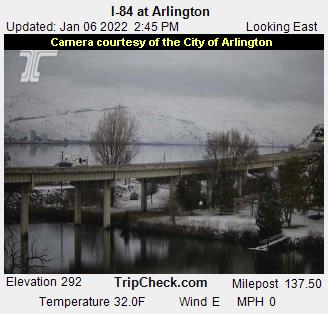 I-84 at Arlington
Updated: Jan 06 2022 2:45 PM Looking East
Camera courtesy of the City of Arlington
Elevation 292 TripCheck.com Milepost 137.50
Temperature 32.0F Wind E MPH 0